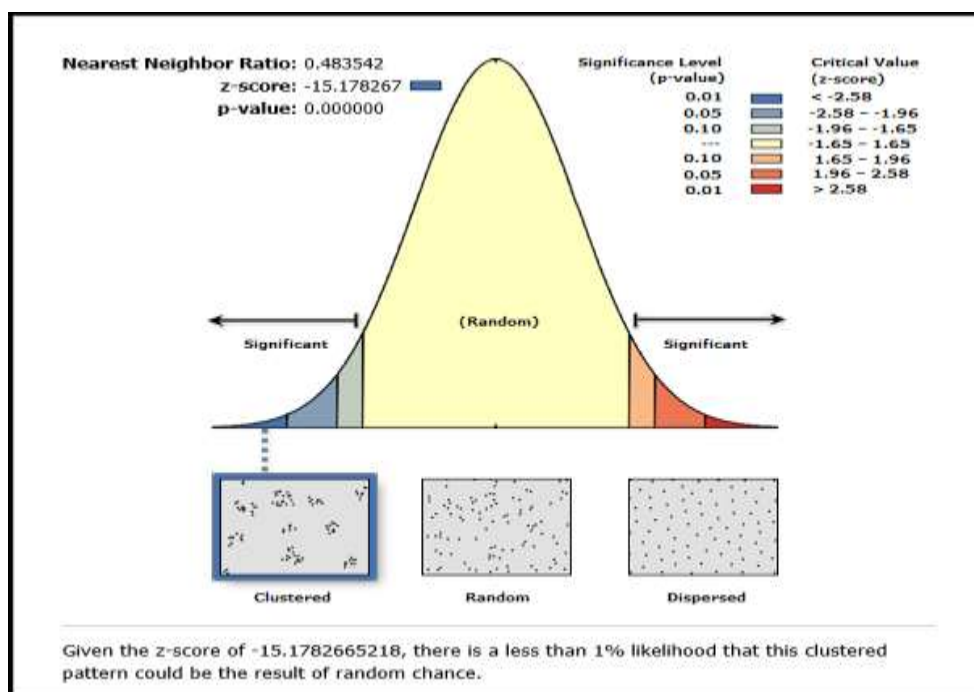 Nearest Neighbor Ratio: 0.483542
z-score: -15.178267
p-value: 0.000000
Significance Level
(p-value)
Critical Value
(z-score)
0.01 < -2.58
0.05 -2.58 – -1.96
0.10 -1.96 – -1.65
--- -1.65 – 1.65
0.10 1.65 – 1.96
0.05 1.96 – 2.58
0.01 > 2.58
(Random)
Significant Significant
Clustered Random Dispersed
Given the z-score of -15.1782665218, there is a less than 1% likelihood that this clustered
pattern could be the result of random chance.